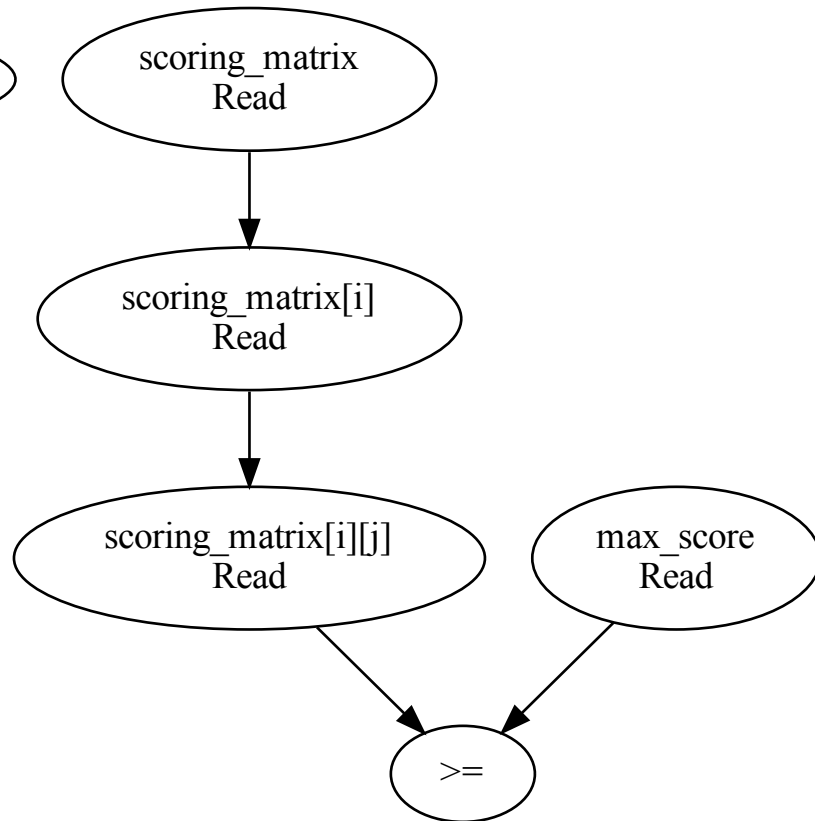 scoring_matrix
Read
scoring_matrix[i]
Read
scoring_matrix[i][j]
Read
max_score
Read
>=